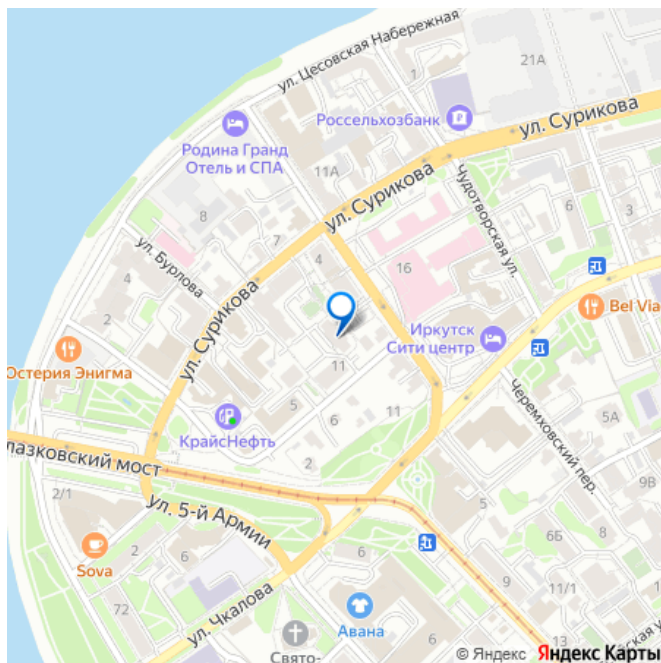 ул. Цесовская Набережная
21А
Россельхозбанк
ул. Сурикова
Родина Гранд
Отель и СПА
11А
ул. Сурикова
Чудотворская ул.
8
7
6
3
ул. Бурлова
4
16
4
2
Bel Via
Иркутск
Сити центр
ул. Сурикова
Остерия Энигма
11
5
6
11
Черемховский пер.
5А
КрайсНефть
2
лазковский мост
9В
2/1
5
ул. 5-й Армии
6Б
8
Sova
2
6
6
9
11/1
72
ул. Чкалова
Авана
13
Свято-
© Яндекс Яндекс Карты